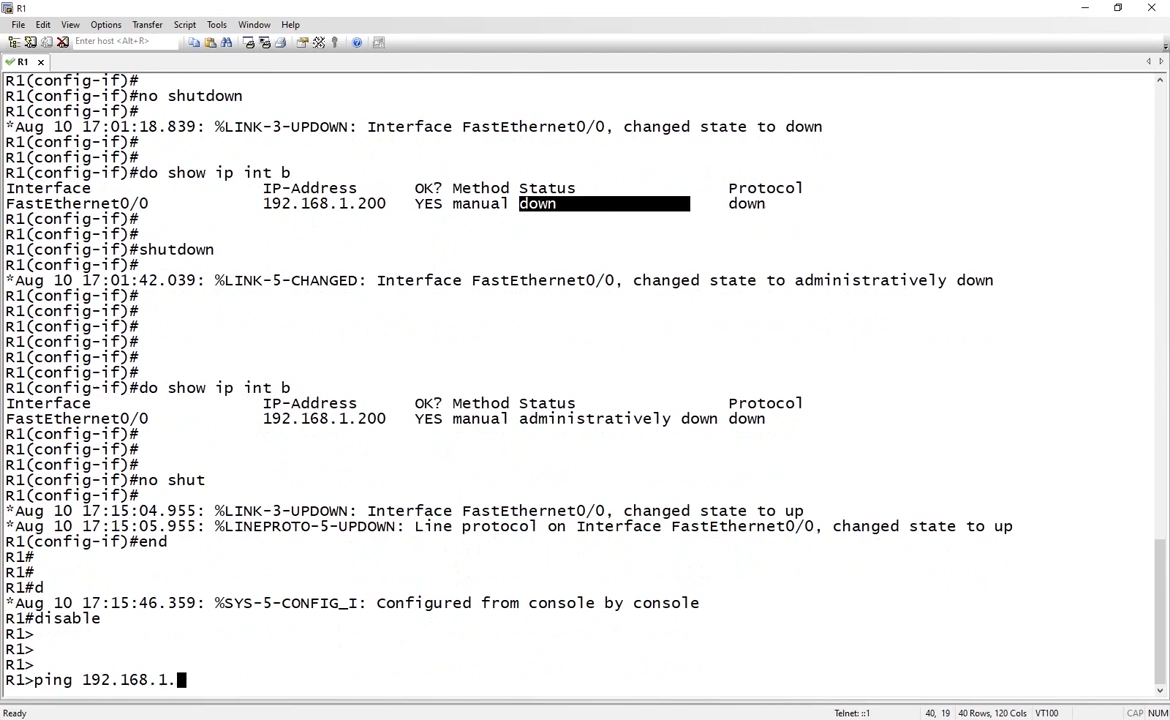 R1
File Edit View Options Transfer Script Tools Window Help
Enter host <Alt+R>
R1
R1(config-if)#
R1(config-if)#no shutdown
R1(config-if)#
*Aug 10 17:01:18.839: %LINK-3-UPDOWN: Interface FastEthernet0/0, changed state to down
R1(config-if)#
R1(config-if)#
R1(config-if)#do show ip int b
Interface IP-Address OK? Method Status Protocol
FastEthernet0/0 192.168.1.200 YES manual down down
R1(config-if)#
R1(config-if)#
R1(config-if)#shutdown
R1(config-if)#
*Aug 10 17:01:42.039: %LINK-5-CHANGED: Interface FastEthernet0/0, changed state to administratively down
R1(config-if)#
R1(config-if)#
R1(config-if)#
R1(config-if)#
R1(config-if)#
R1(config-if)#
R1(config-if)#do show ip int b
Interface IP-Address OK? Method Status Protocol
FastEthernet0/0 192.168.1.200 YES manual administratively down down
R1(config-if)#
R1(config-if)#
R1(config-if)#
R1(config-if)#no shut
R1(config-if)#
*Aug 10 17:15:04.955: %LINK-3-UPDOWN: Interface FastEthernet0/0, changed state to up
*Aug 10 17:15:05.955: %LINEPROTO-5-UPDOWN: Line protocol on Interface FastEthernet0/0, changed state to up
R1(config-if)#end
R1#
R1#
R1#d
*Aug 10 17:15:46.359: %SYS-5-CONFIG_I: Configured from console by console
R1#disable
R1>
R1>
R1>
R1>ping 192.168.1.
Ready Telnet: ::1 40, 19 40 Rows, 120 Cols VT100 CAP NUM